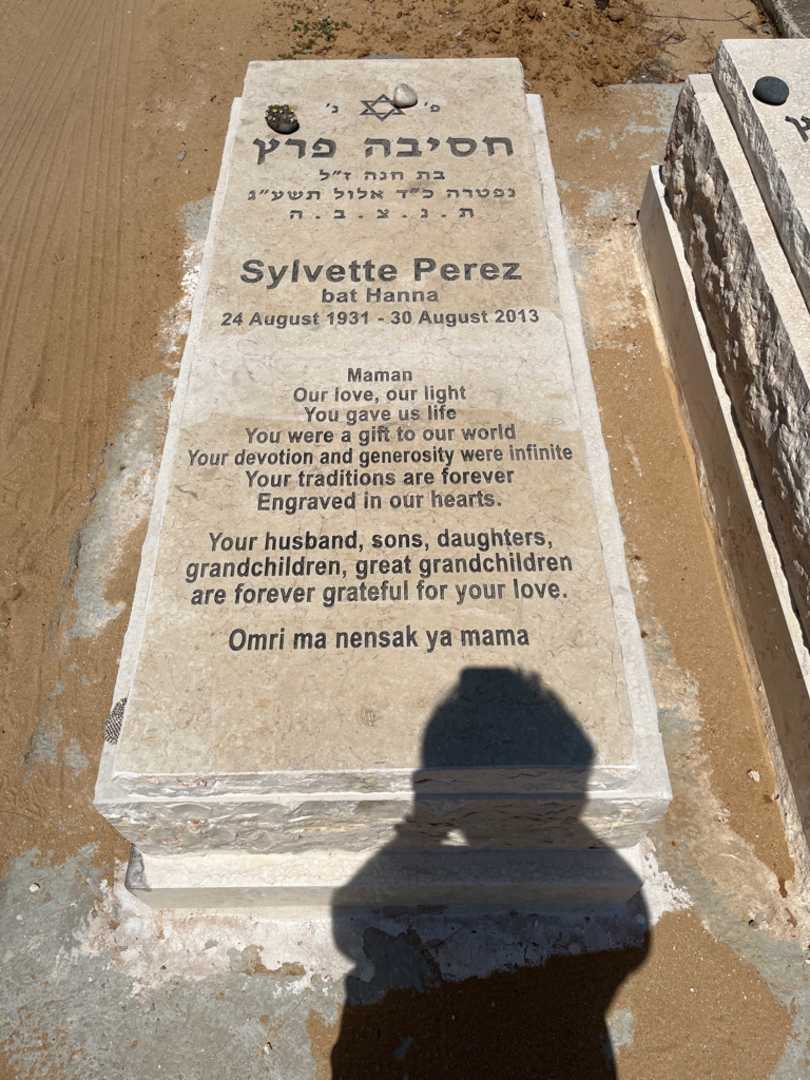 פ׳ נ׳
חסיבה פרץ
בת חנה ז״ל
נפטרה כ״ד אלול תשע״ג
ת . נ . צ . ב . ה
Sylvette Perez
bat Hanna
24 August 1931 - 30 August 2013
Maman
Our love, our light
You gave us life
You were a gift to our world
Your devotion and generosity were infinite
Your traditions are forever
Engraved in our hearts.
Your husband, sons, daughters,
grandchildren, great grandchildren
are forever grateful for your love.
Omri ma nensak ya mama